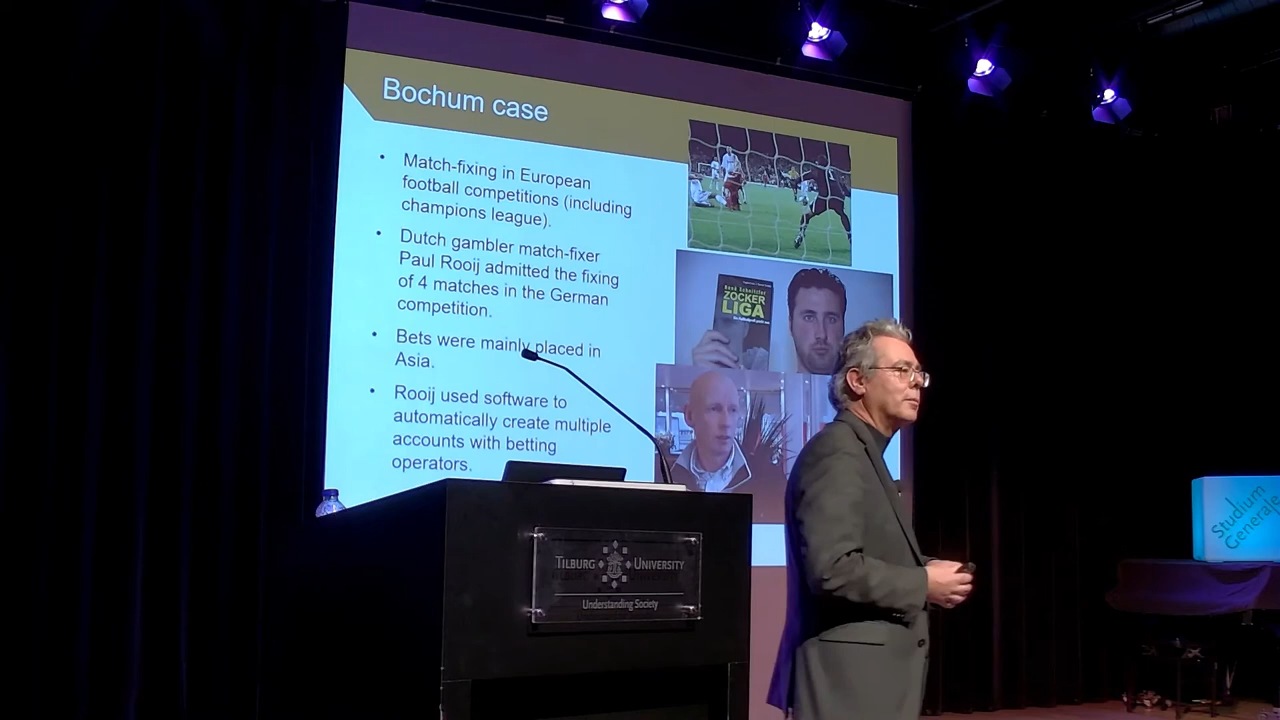 Bochum case
• Match-fixing in European
football competitions (including
champions league).
• Dutch gambler match-fixer
Paul Rooij admitted the fixing
of 4 matches in the German
competition.
• Bets were mainly placed in
Asia.
• Rooij used software to
automatically create multiple
accounts with betting
operators.
René Schnitzler
ZOCKER
LIGA
TILBURG UNIVERSITY
Understanding Society
Studium
Generale